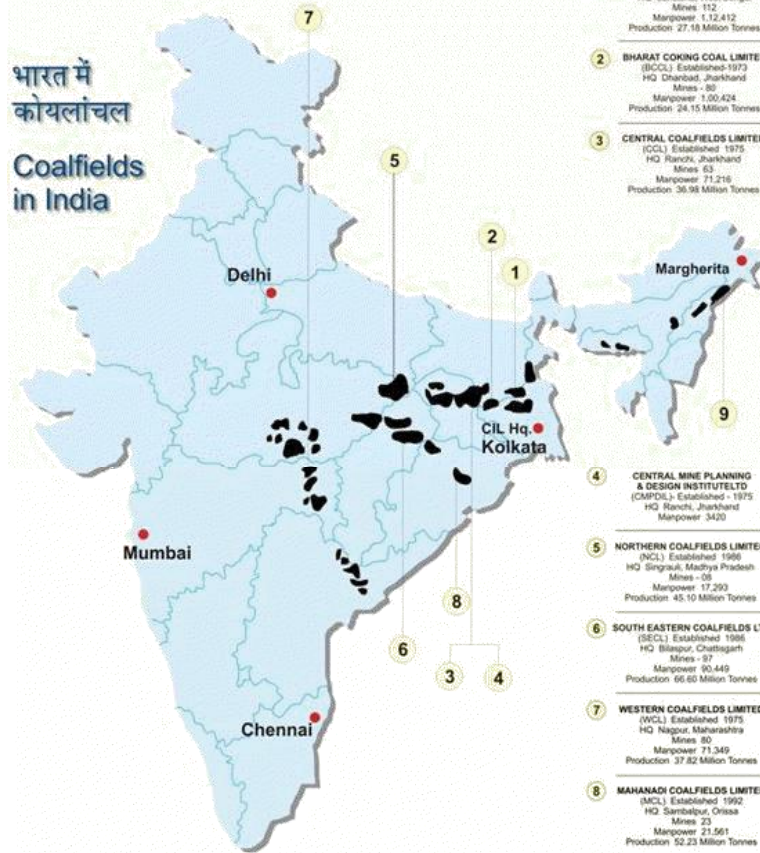 भारत में
कोयलांचल
Coalfields
in India
7
5
2
1
Delhi
Margherita
9
CIL Hq.
Kolkata
Mumbai
8
6
3
4
Chennai
Mines 112
Manpower 1,12,412
Production 27.18 Million Tonnes
2
BHARAT COKING COAL LIMITE
(BCCL) Established-1973
HQ Dhanbad, Jharkhand
Mines - 80
Manpower 1,00,424
Production 24.15 Million Tonnes
3
CENTRAL COALFIELDS LIMITE
(CCL) Established 1975
HQ Ranchi, Jharkhand
Mines 63
Manpower 71,216
Production 36.98 Million Tonnes
4
CENTRAL MINE PLANNING
& DESIGN INSTITUTELTD
(CMPDIL)- Established - 1975
HQ Ranchi, Jharkhand
Manpower 3420
5
NORTHERN COALFIELDS LIMITE
(NCL) Established 1986
HQ Singrauli, Madhya Pradesh
Mines - 08
Manpower 17,293
Production 45.10 Million Tonnes
6
SOUTH EASTERN COALFIELDS LT
(SECL) Established 1986
HQ Bilaspur, Chattisgarh
Mines - 97
Manpower 90,449
Production 66.60 Million Tonnes
7
WESTERN COALFIELDS LIMITED
(WCL) Established 1975
HQ Nagpur, Maharashtra
Mines 80
Manpower 71,349
Production 37.82 Million Tonnes
8
MAHANADI COALFIELDS LIMITE
(MCL) Established 1992
HQ Sambalpur, Orissa
Mines 23
Manpower 21,561
Production 52.23 Million Tonnes